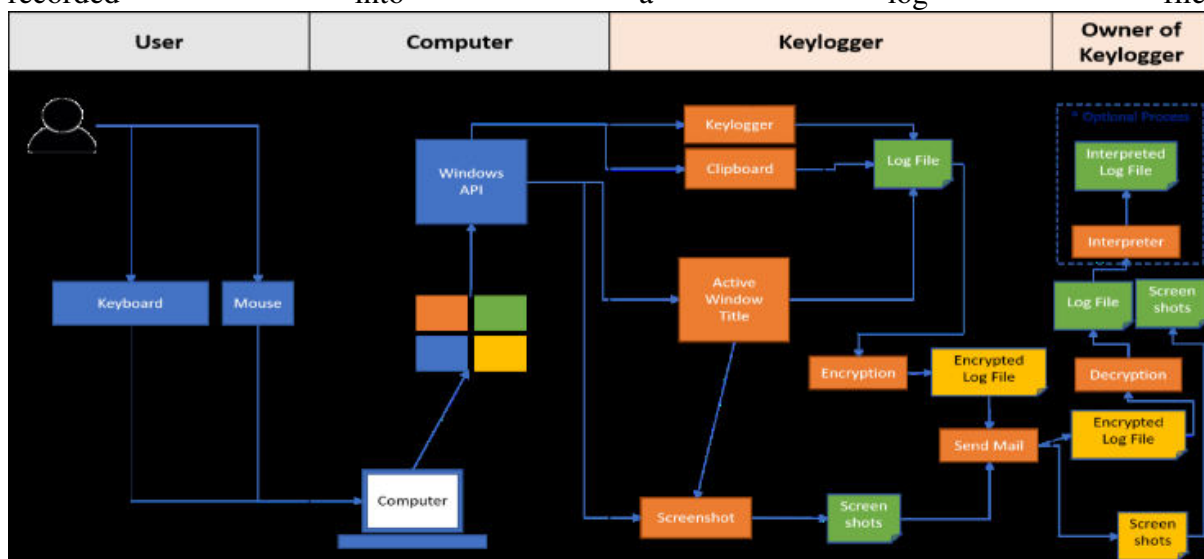 recorded into a log file
User
Computer
Keylogger
Owner of
Keylogger
Keylogger
Clipboard
Log File
* Optional Process
Interpreted
Log File
Interpreter
Windows
API
Active
Window
Title
Keyboard
Mouse
Log File
Screen
shots
Encryption
Encrypted
Log File
Decryption
Encrypted
Log File
Send Mail
Computer
Screenshot
Screen
shots
Screen
shots